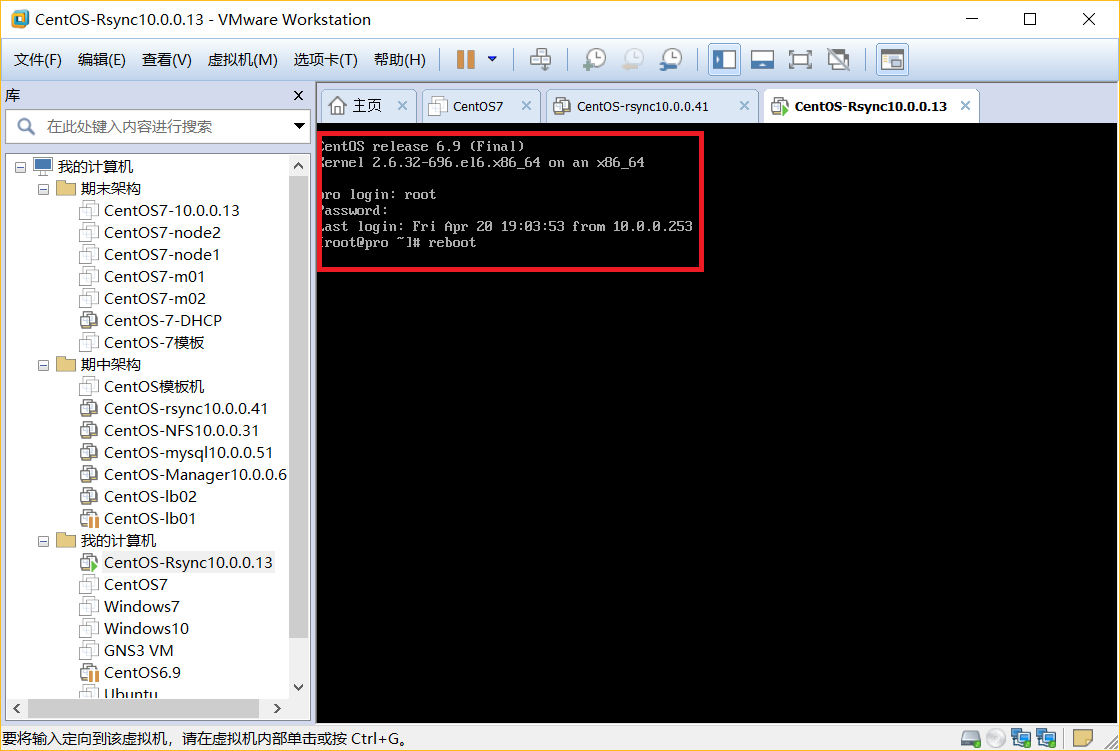 CentOS-Rsync10.0.0.13 - VMware Workstation
文件(F) 编辑(E) 查看(V) 虚拟机(M) 选项卡(T) 帮助(H)
库
在此处键入内容进行搜索
我的计算机
期末架构
CentOS7-10.0.0.13
CentOS7-node2
CentOS7-node1
CentOS7-m01
CentOS7-m02
CentOS-7-DHCP
CentOS-7模板
期中架构
CentOS模板机
CentOS-rsync10.0.0.41
CentOS-NFS10.0.0.31
CentOS-mysql10.0.0.51
CentOS-Manager10.0.0.6
CentOS-lb02
CentOS-lb01
我的计算机
CentOS-Rsync10.0.0.13
CentOS7
Windows7
Windows10
GNS3 VM
CentOS6.9
Ubuntu
主页 CentOS7 CentOS-rsync10.0.0.41 CentOS-Rsync10.0.0.13
CentOS release 6.9 (Final)
Kernel 2.6.32-696.el6.x86_64 on an x86_64
pro login: root
Password:
Last login: Fri Apr 20 19:03:53 from 10.0.0.253
[root@pro ~]# reboot
要将输入定向到该虚拟机，请在虚拟机内部单击或按 Ctrl+G。